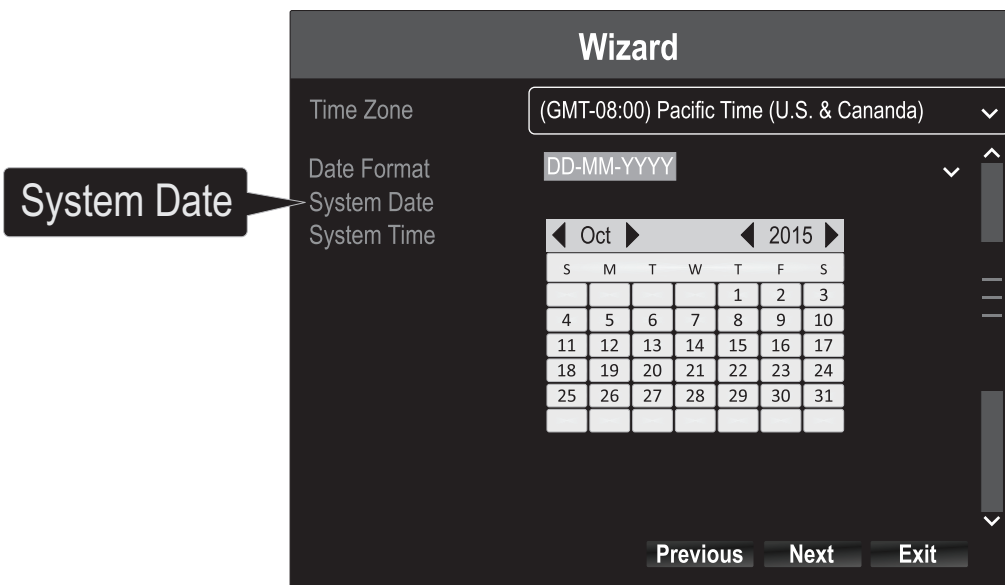 Wizard
Time Zone (GMT-08:00) Pacific Time (U.S. & Cananda)
Date Format DD-MM-YYYY
System Date
System Date
System Time
Oct 2015
S M T W T F S
1 2 3
4 5 6 7 8 9 10
11 12 13 14 15 16 17
18 19 20 21 22 23 24
25 26 27 28 29 30 31
Previous Next Exit